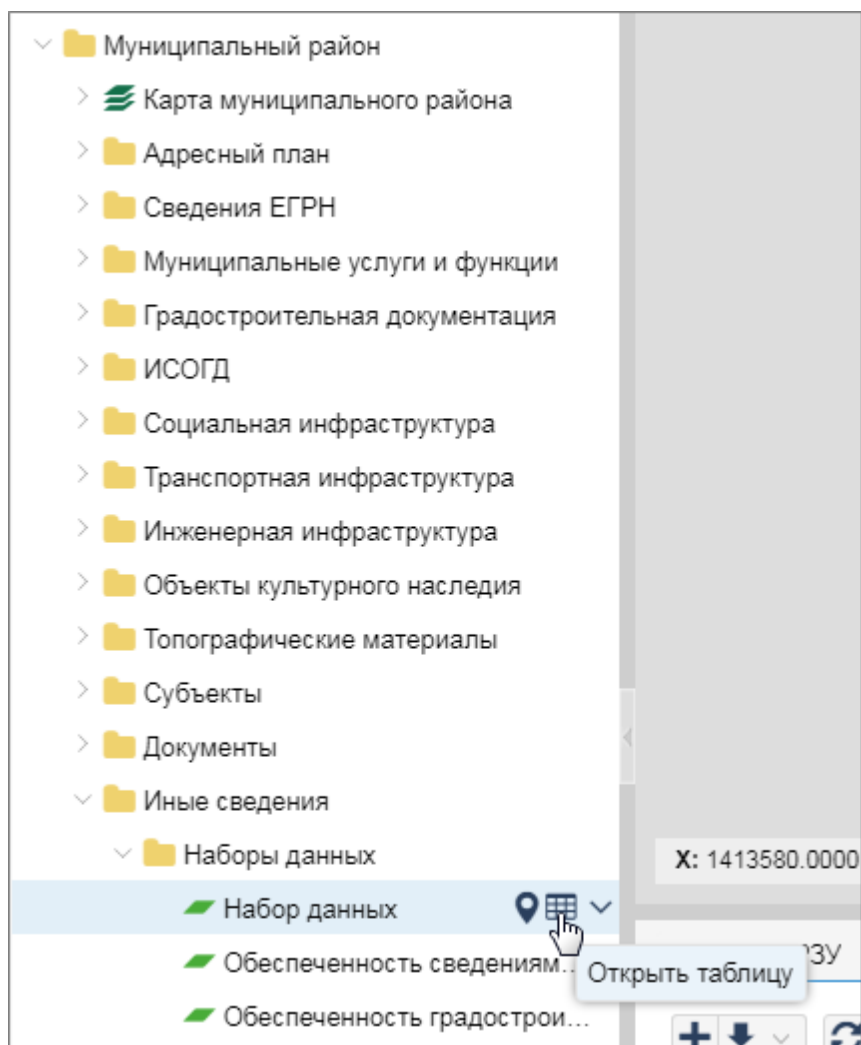 Муниципальный район
Карта муниципального района
Адресный план
Сведения ЕГРН
Муниципальные услуги и функции
Градостроительная документация
ИСОГД
Социальная инфраструктура
Транспортная инфраструктура
Инженерная инфраструктура
Объекты культурного наследия
Топографические материалы
Субъекты
Документы
Иные сведения
Наборы данных
X: 1413580.0000
Набор данных
Обеспеченность сведениям...
ЗУ
Открыть таблицу
Обеспеченность градострои...